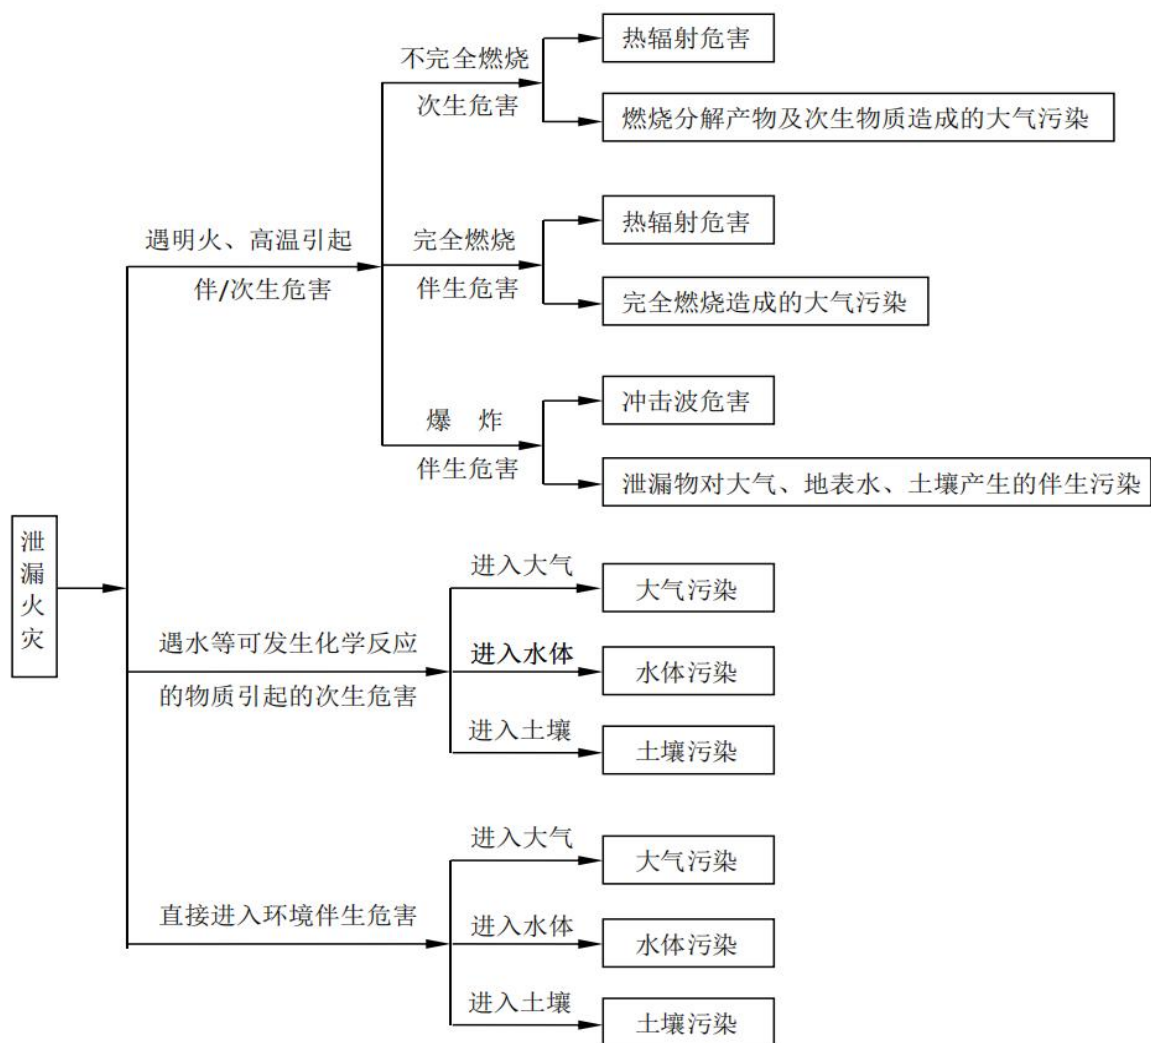 不完全燃烧
次生危害
热辐射危害
燃烧分解产物及次生物质造成的大气污染
遇明火、高温引起
伴/次生危害
完全燃烧
伴生危害
热辐射危害
完全燃烧造成的大气污染
爆 炸
伴生危害
冲击波危害
泄漏物对大气、地表水、土壤产生的伴生污染
泄
漏
火
灾
遇水等可发生化学反应
的物质引起的次生危害
进入大气
大气污染
进入水体
水体污染
进入土壤
土壤污染
直接进入环境伴生危害
进入大气
大气污染
进入水体
水体污染
进入土壤
土壤污染